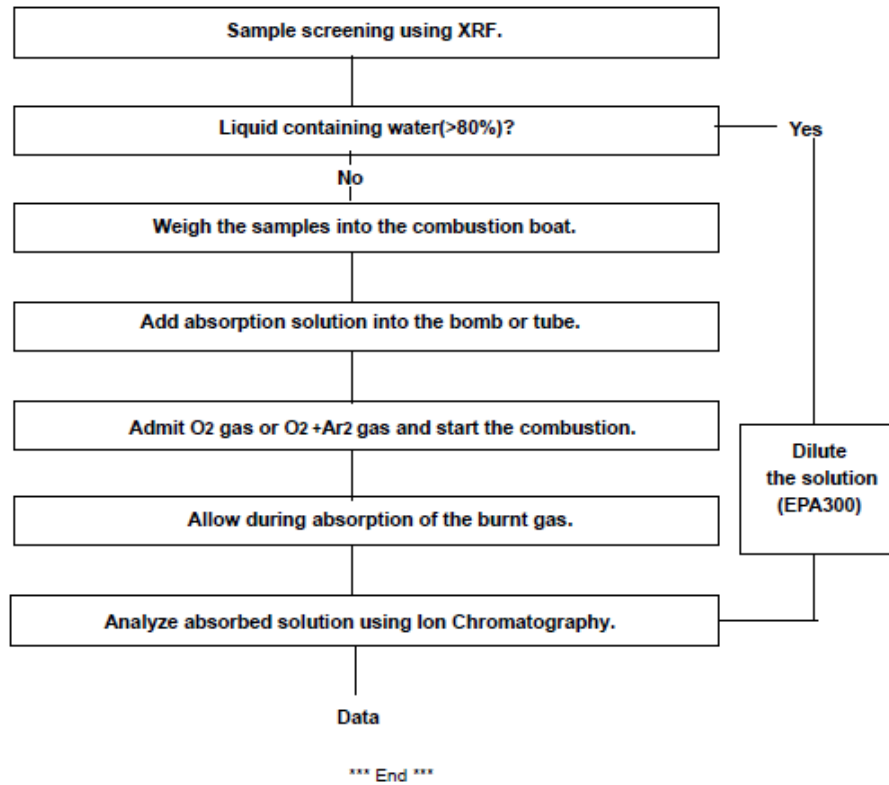 Sample screening using XRF.
Liquid containing water(>80%)?
Yes
No
Weigh the samples into the combustion boat.
Add absorption solution into the bomb or tube.
Admit O2 gas or O2 +Ar2 gas and start the combustion.
Dilute
the solution
(EPA300)
Allow during absorption of the burnt gas.
Analyze absorbed solution using Ion Chromatography.
Data
*** End ***